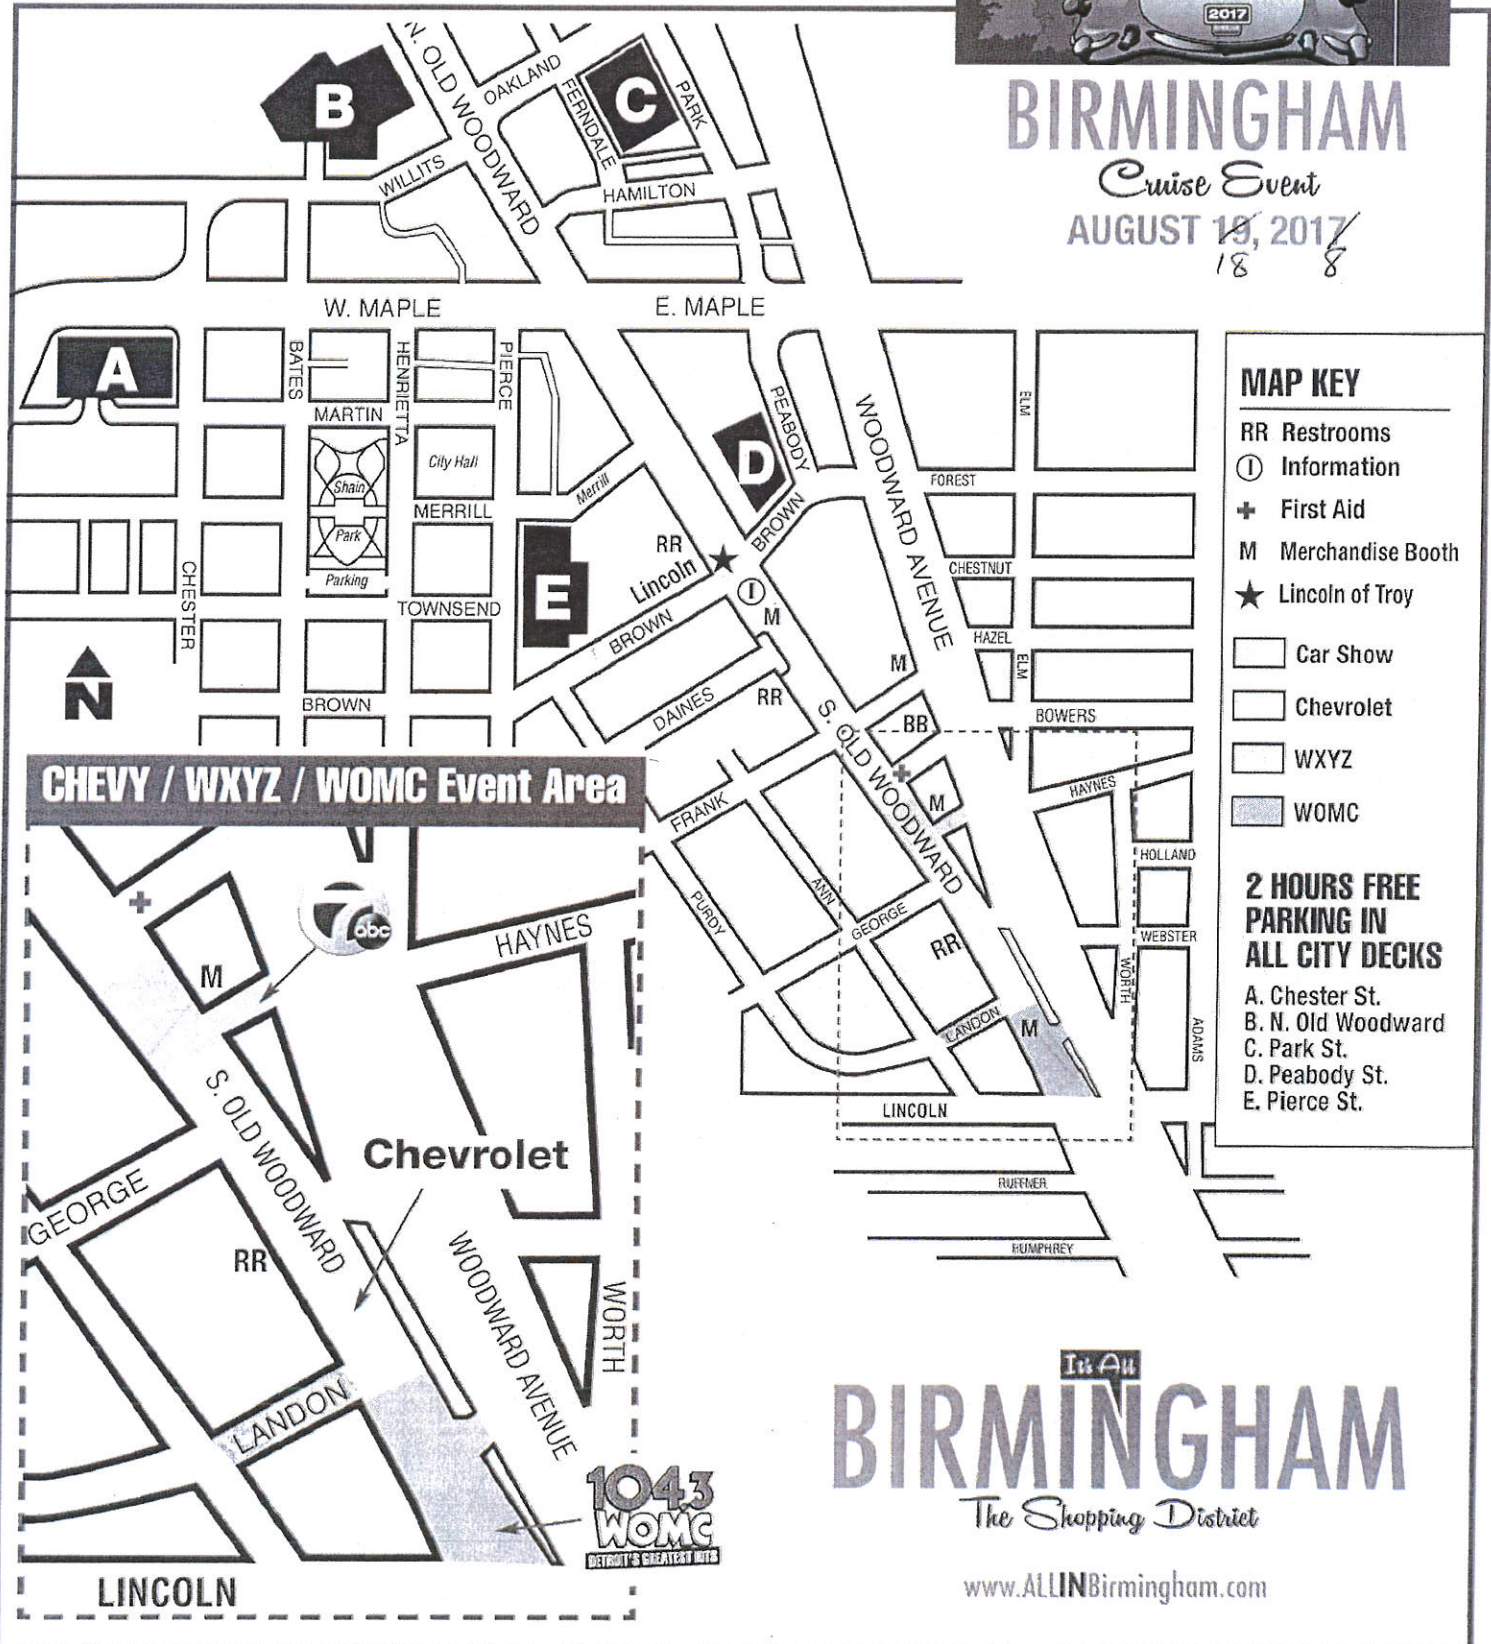 2017
BIRMINGHAM
Cruise Event
AUGUST 19, 2017
18 8
N. OLD WOODWARD
OAKLAND
FERNDALE
PARK
B
C
WILLITS
HAMILTON
W. MAPLE
E. MAPLE
A
BATES
HENRIETTA
PIERCE
MARTIN
City Hall
Shain
Park
Parking
MERRILL
Merrill
CHESTER
TOWNSEND
BROWN
E
D
PEABODY
BROWN
WOODWARD AVENUE
ELM
FOREST
CHESTNUT
HAZEL
ELM
BOWERS
RR
Lincoln
I
M
BROWN
DAINES
RR
M
BB
S. OLD WOODWARD
M
FRANK
ANN
PURDY
GEORGE
RR
LANDON
M
HAYNES
HOLLAND
WEBSTER
WORTH
ADAMS
LINCOLN
RUFFNER
HUMPHREY
N
MAP KEY
RR Restrooms
I Information
+ First Aid
M Merchandise Booth
★ Lincoln of Troy
Car Show
Chevrolet
WXYZ
WOMC
2 HOURS FREE
PARKING IN
ALL CITY DECKS
A. Chester St.
B. N. Old Woodward
C. Park St.
D. Peabody St.
E. Pierce St.
CHEVY / WXYZ / WOMC Event Area
7 abc
M
HAYNES
S. OLD WOODWARD
Chevrolet
GEORGE
RR
WOODWARD AVENUE
WORTH
LANDON
104.3
WOMC
DETROIT'S GREATEST HITS
LINCOLN
It's All
BIRMINGHAM
The Shopping District
www.ALLINBirmingham.com